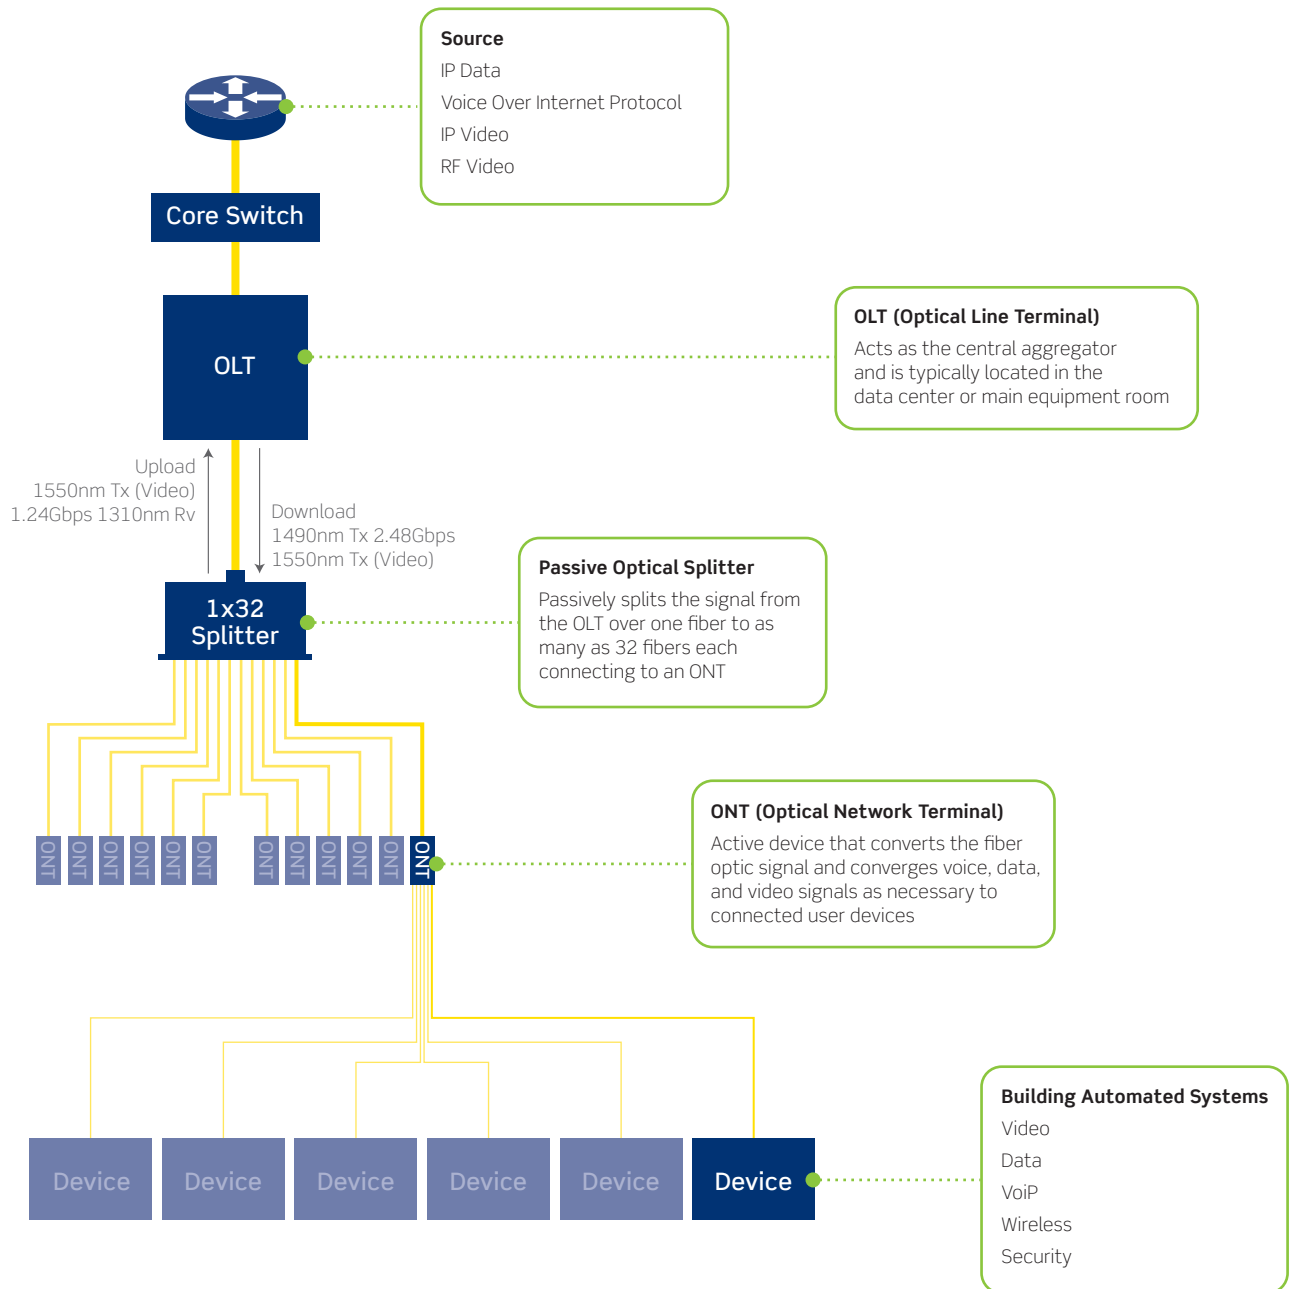 Source
IP Data
Voice Over Internet Protocol
IP Video
RF Video
Core Switch
OLT
OLT (Optical Line Terminal)
Acts as the central aggregator
and is typically located in the
data center or main equipment room
Upload
1550nm Tx (Video)
1.24Gbps 1310nm Rv
Download
1490nm Tx 2.48Gbps
1550nm Tx (Video)
1x32
Splitter
Passive Optical Splitter
Passively splits the signal from
the OLT over one fiber to as
many as 32 fibers each
connecting to an ONT
ONT
ONT
ONT
ONT
ONT
ONT
ONT
ONT
ONT
ONT
ONT
ONT
ONT (Optical Network Terminal)
Active device that converts the fiber
optic signal and converges voice, data,
and video signals as necessary to
connected user devices
Device
Device
Device
Device
Device
Device
Building Automated Systems
Video
Data
VoiP
Wireless
Security